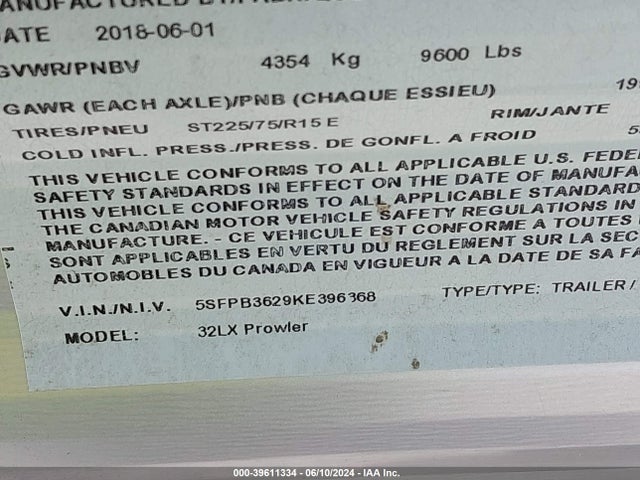 DATE 2018-06-01
GVWR/PNBV 4354 Kg 9600 Lbs
GAWR (EACH AXLE)/PNB (CHAQUE ESSIEU) 19
TIRES/PNEU ST225/75/R15 E RIM/JANTE
COLD INFL. PRESS./PRESS. DE GONFL. A FROID 5
THIS VEHICLE CONFORMS TO ALL APPLICABLE U.S. FEDE
SAFETY STANDARDS IN EFFECT ON THE DATE OF MANUFA
THIS VEHICLE CONFORMS TO ALL APPLICABLE STANDARD
THE CANADIAN MOTOR VEHICLE SAFETY REGULATIONS IN
MANUFACTURE. - CE VEHICULE EST CONFORME A TOUTES
SONT APPLICABLES EN VERTU DU REGLEMENT SUR LA SEC
AUTOMOBILES DU CANADA EN VIGUEUR A LA DATE DE SA FA
V.I.N./N.I.V. 5SFPB3629KE396368 TYPE/TYPE: TRAILER /
MODEL: 32LX Prowler
000-39611334 / 06/10/2024 - IAA Inc.